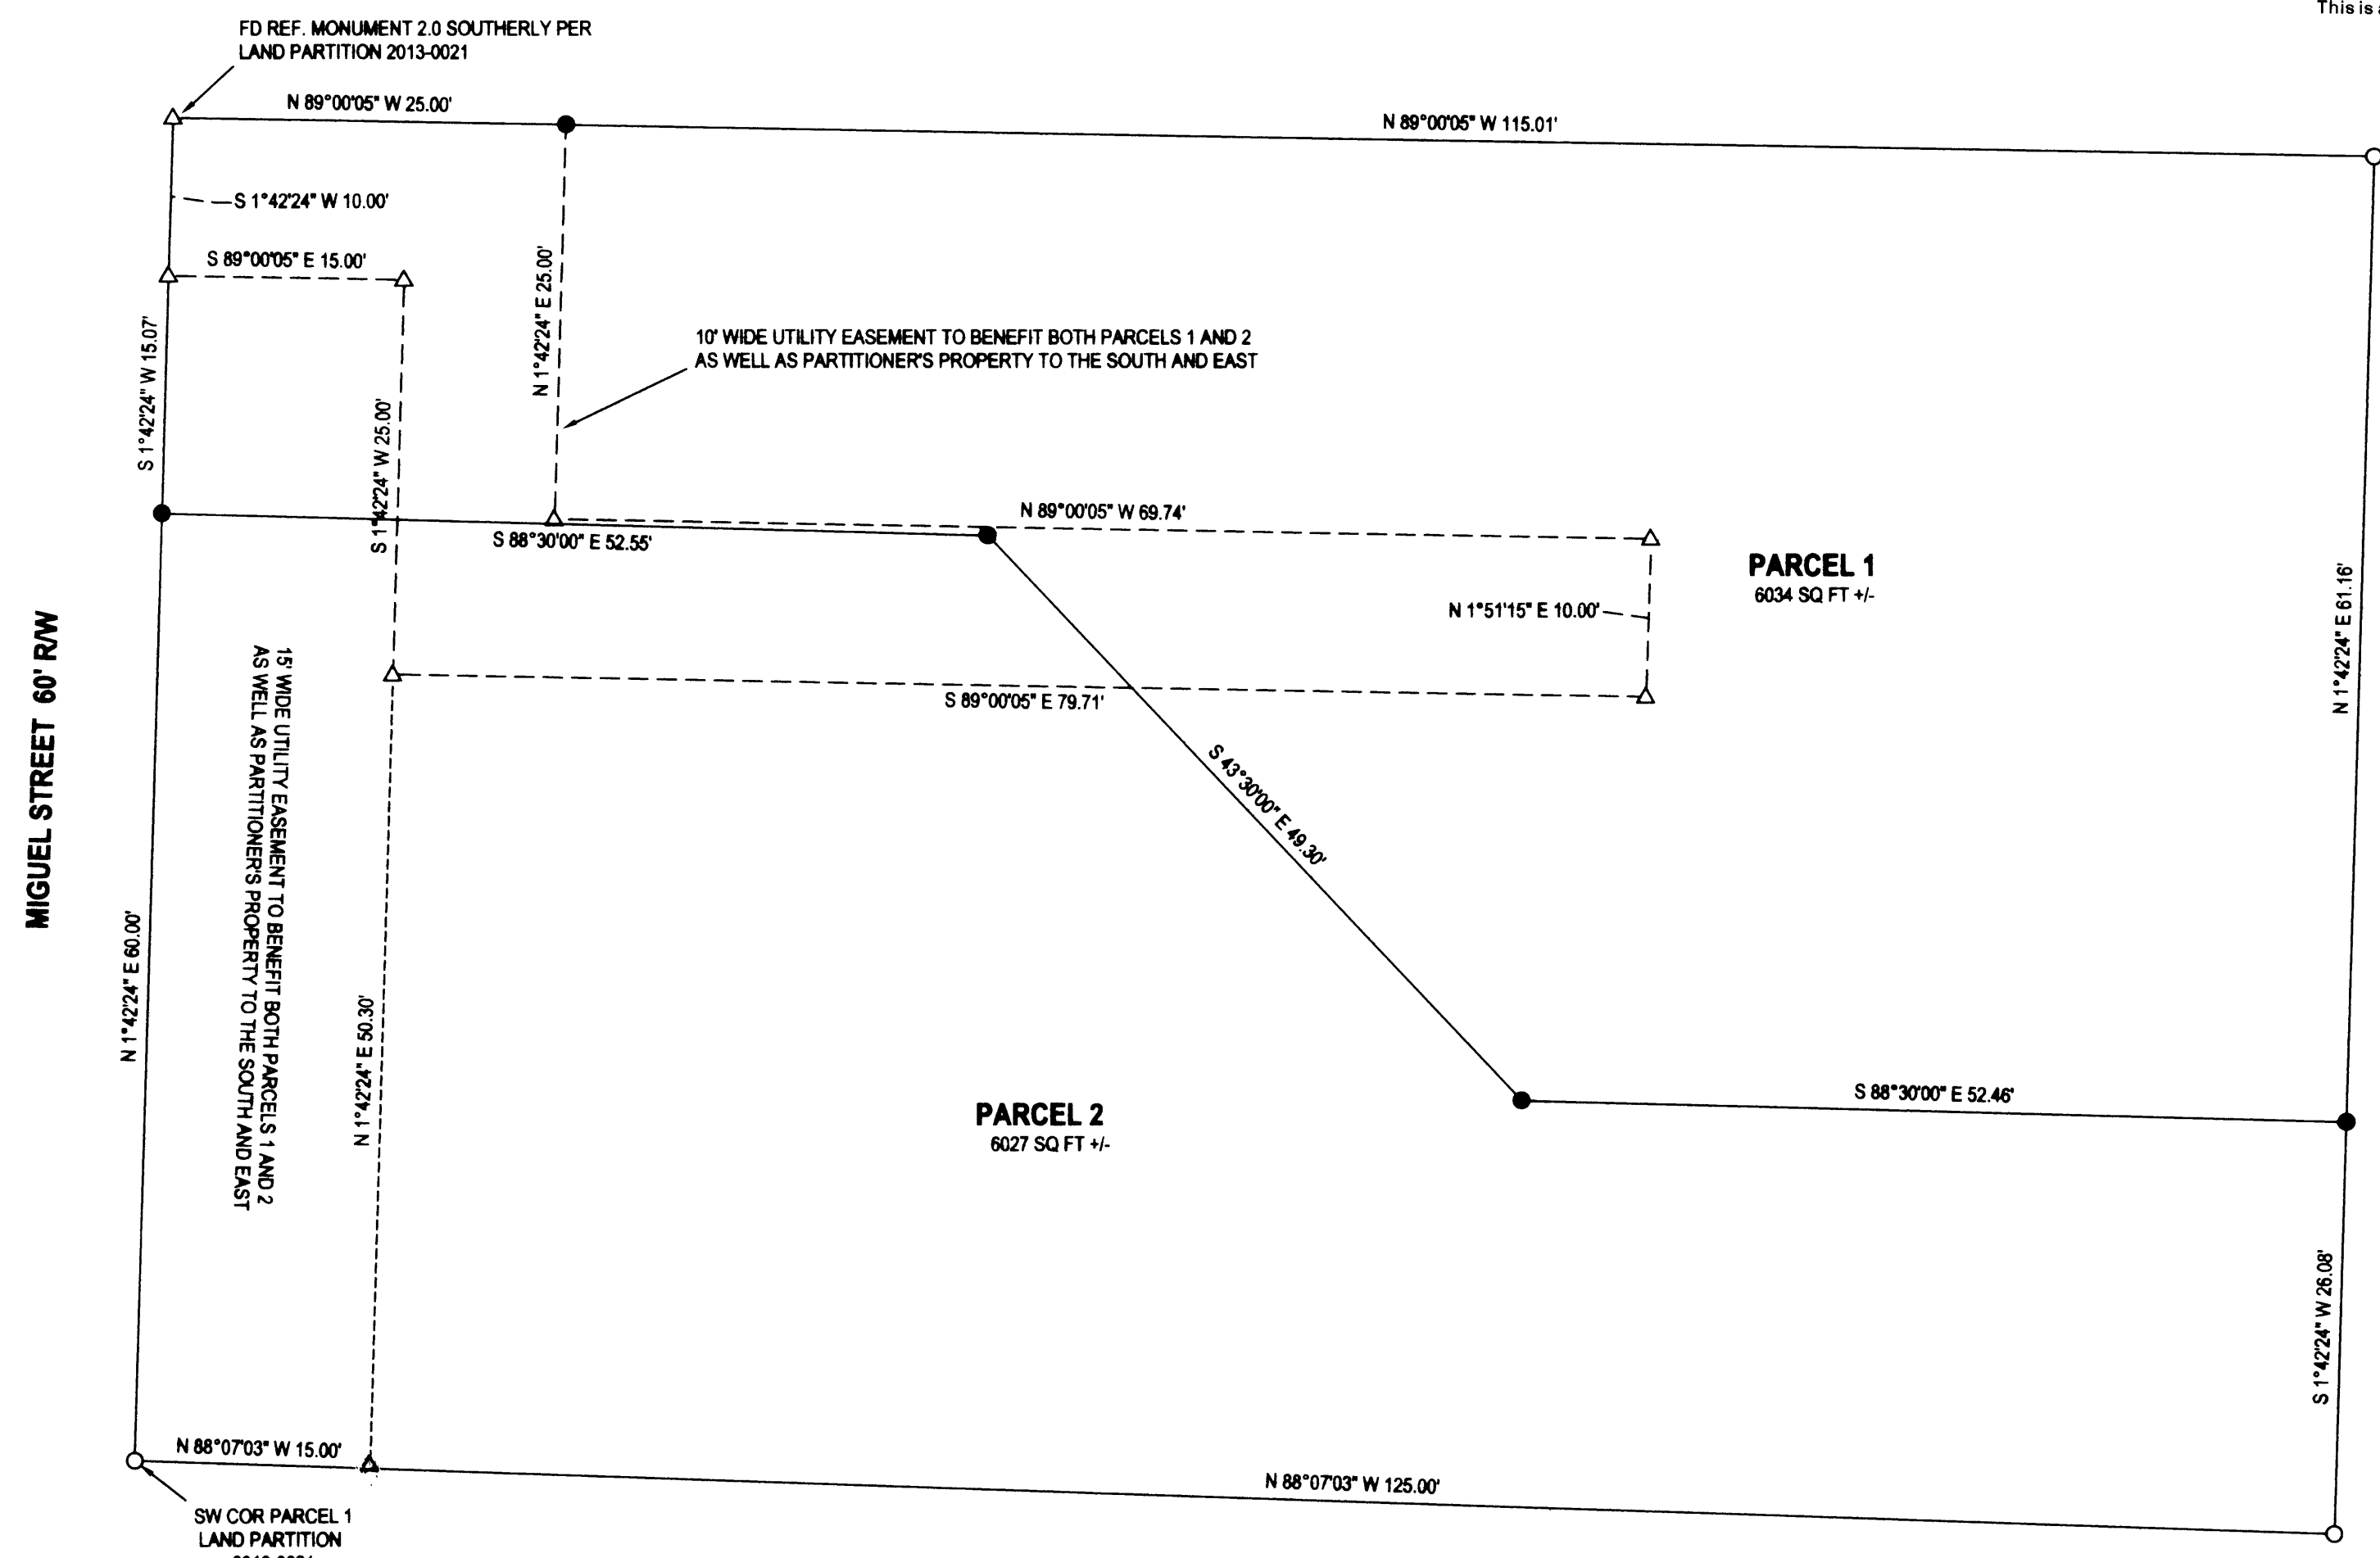 This is
FD REF. MONUMENT 2.0 SOUTHERLY PER
LAND PARTITION 2013-0021
N 89°00'05" W 25.00'
N 89°00'05" W 115.01'
S 1°42'24" W 10.00'
S 89°00'05" E 15.00'
S 1°42'24" W 15.07'
S 1°42'24" W 25.00'
N 1°42'24" E 25.00'
10' WIDE UTILITY EASEMENT TO BENEFIT BOTH PARCELS 1 AND 2
AS WELL AS PARTITIONER'S PROPERTY TO THE SOUTH AND EAST
N 89°00'05" W 69.74'
S 88°30'00" E 52.55'
PARCEL 1
6034 SQ FT +/-
N 1°51'15" E 10.00'
N 1°42'24" E 61.16'
S 89°00'05" E 79.71'
MIGUEL STREET 60' R/W
15' WIDE UTILITY EASEMENT TO BENEFIT BOTH PARCELS 1 AND 2
AS WELL AS PARTITIONER'S PROPERTY TO THE SOUTH AND EAST
S 43°30'00" E 49.30'
N 1°42'24" E 60.00'
N 1°42'24" E 50.30'
PARCEL 2
6027 SQ FT +/-
S 88°30'00" E 52.46'
S 1°42'24" W 26.08'
N 88°07'03" W 15.00'
N 88°07'03" W 125.00'
SW COR PARCEL 1
LAND PARTITION